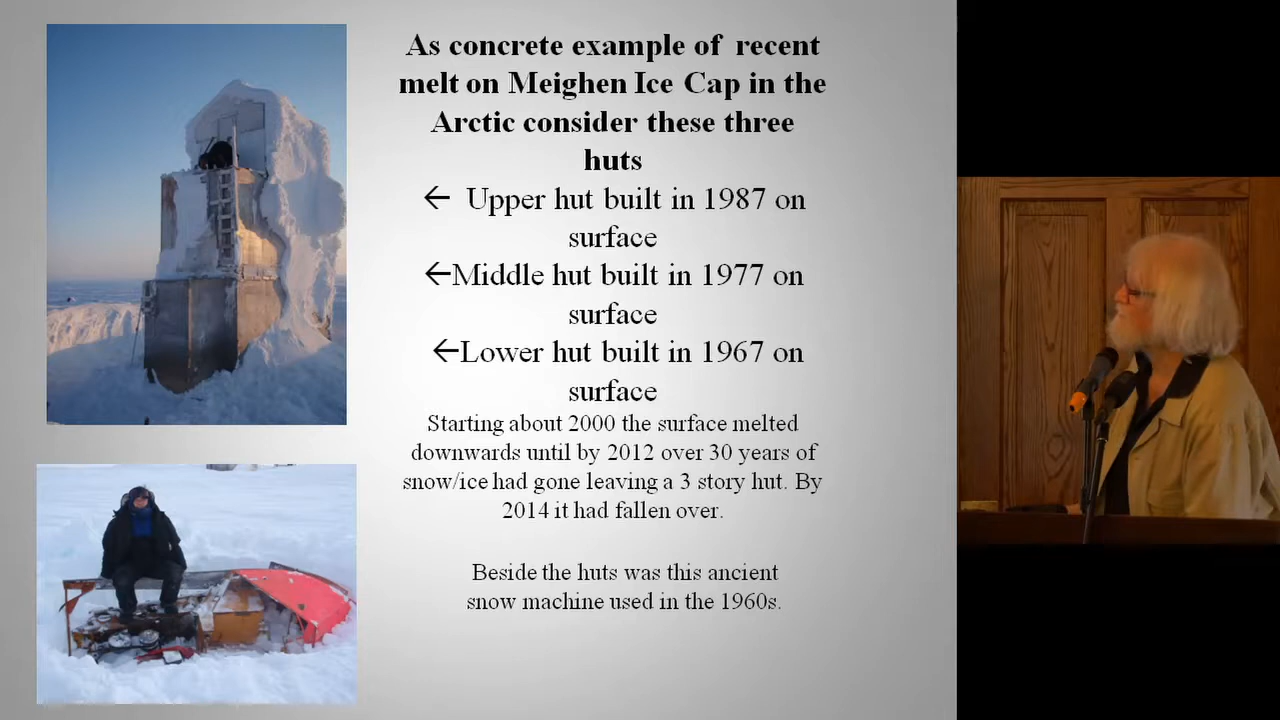 As concrete example of recent
melt on Meighen Ice Cap in the
Arctic consider these three
huts
← Upper hut built in 1987 on
surface
←Middle hut built in 1977 on
surface
←Lower hut built in 1967 on
surface
Starting about 2000 the surface melted
downwards until by 2012 over 30 years of
snow/ice had gone leaving a 3 story hut. By
2014 it had fallen over.
Beside the huts was this ancient
snow machine used in the 1960s.